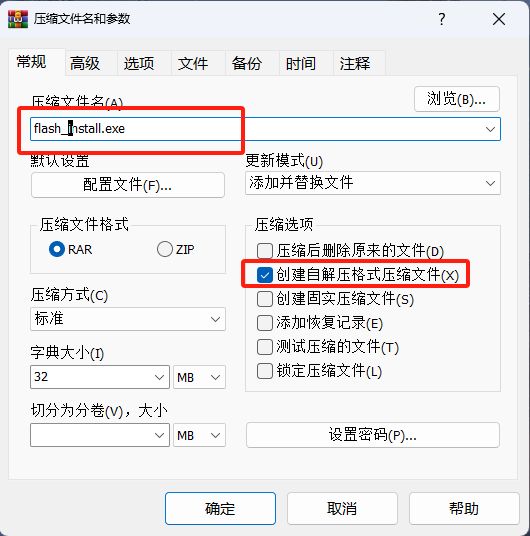 压缩文件名和参数
?
常规 高级 选项 文件 备份 时间 注释
压缩文件名(A)
浏览(B)...
flash_install.exe
默认设置
更新模式(U)
配置文件(F)...
添加并替换文件
压缩文件格式
压缩选项
RAR ZIP
压缩后删除原来的文件(D)
创建自解压格式压缩文件(X)
压缩方式(C)
创建固实压缩文件(S)
标准
添加恢复记录(E)
字典大小(I)
测试压缩的文件(T)
32 MB
锁定压缩文件(L)
切分为分卷(V)，大小
MB
设置密码(P)...
确定 取消 帮助